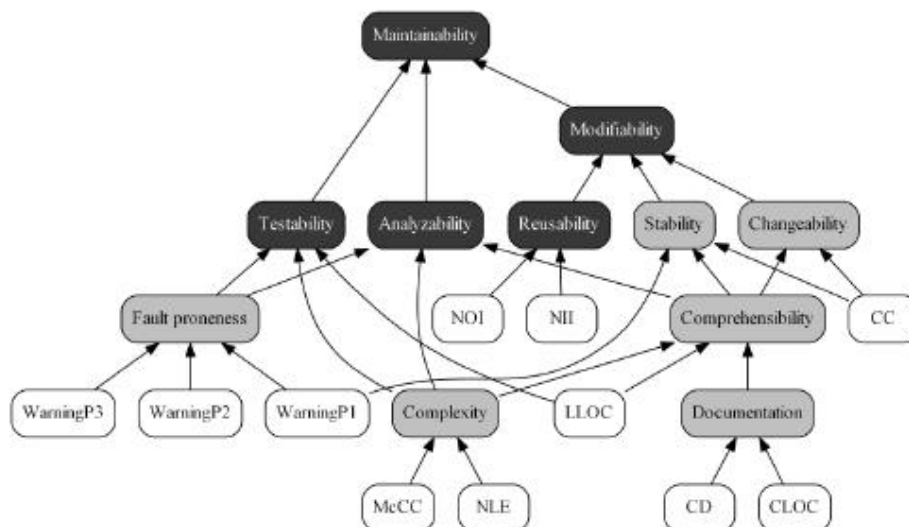 Maintainability
Modifiability
Testability
Analyzability
Reusability
Stability
Changeability
Fault proneness
NOI
NII
Comprehensibility
CC
WarningP3
WarningP2
WarningP1
Complexity
LLOC
Documentation
McCC
NLE
CD
CLOC